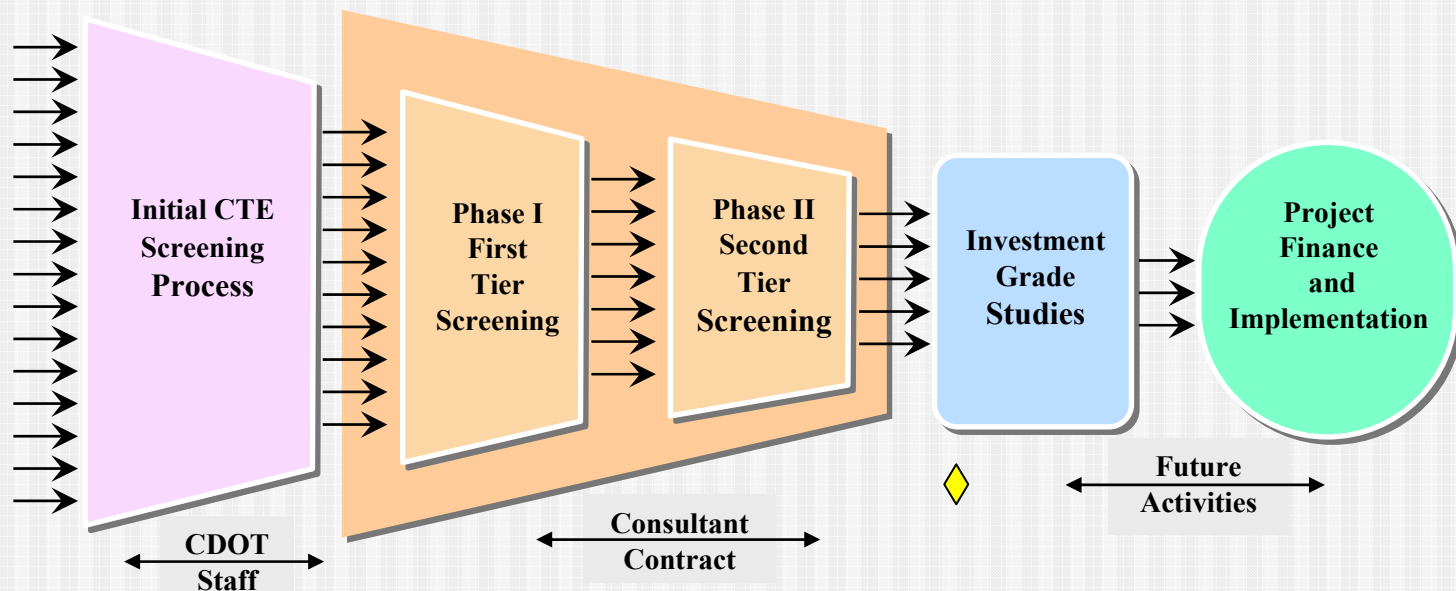 Initial CTE
Screening
Process
Phase I
First
Tier
Screening
Phase II
Second
Tier
Screening
Investment
Grade
Studies
Project
Finance
and
Implementation
CDOT
Staff
Consultant
Contract
Future
Activities